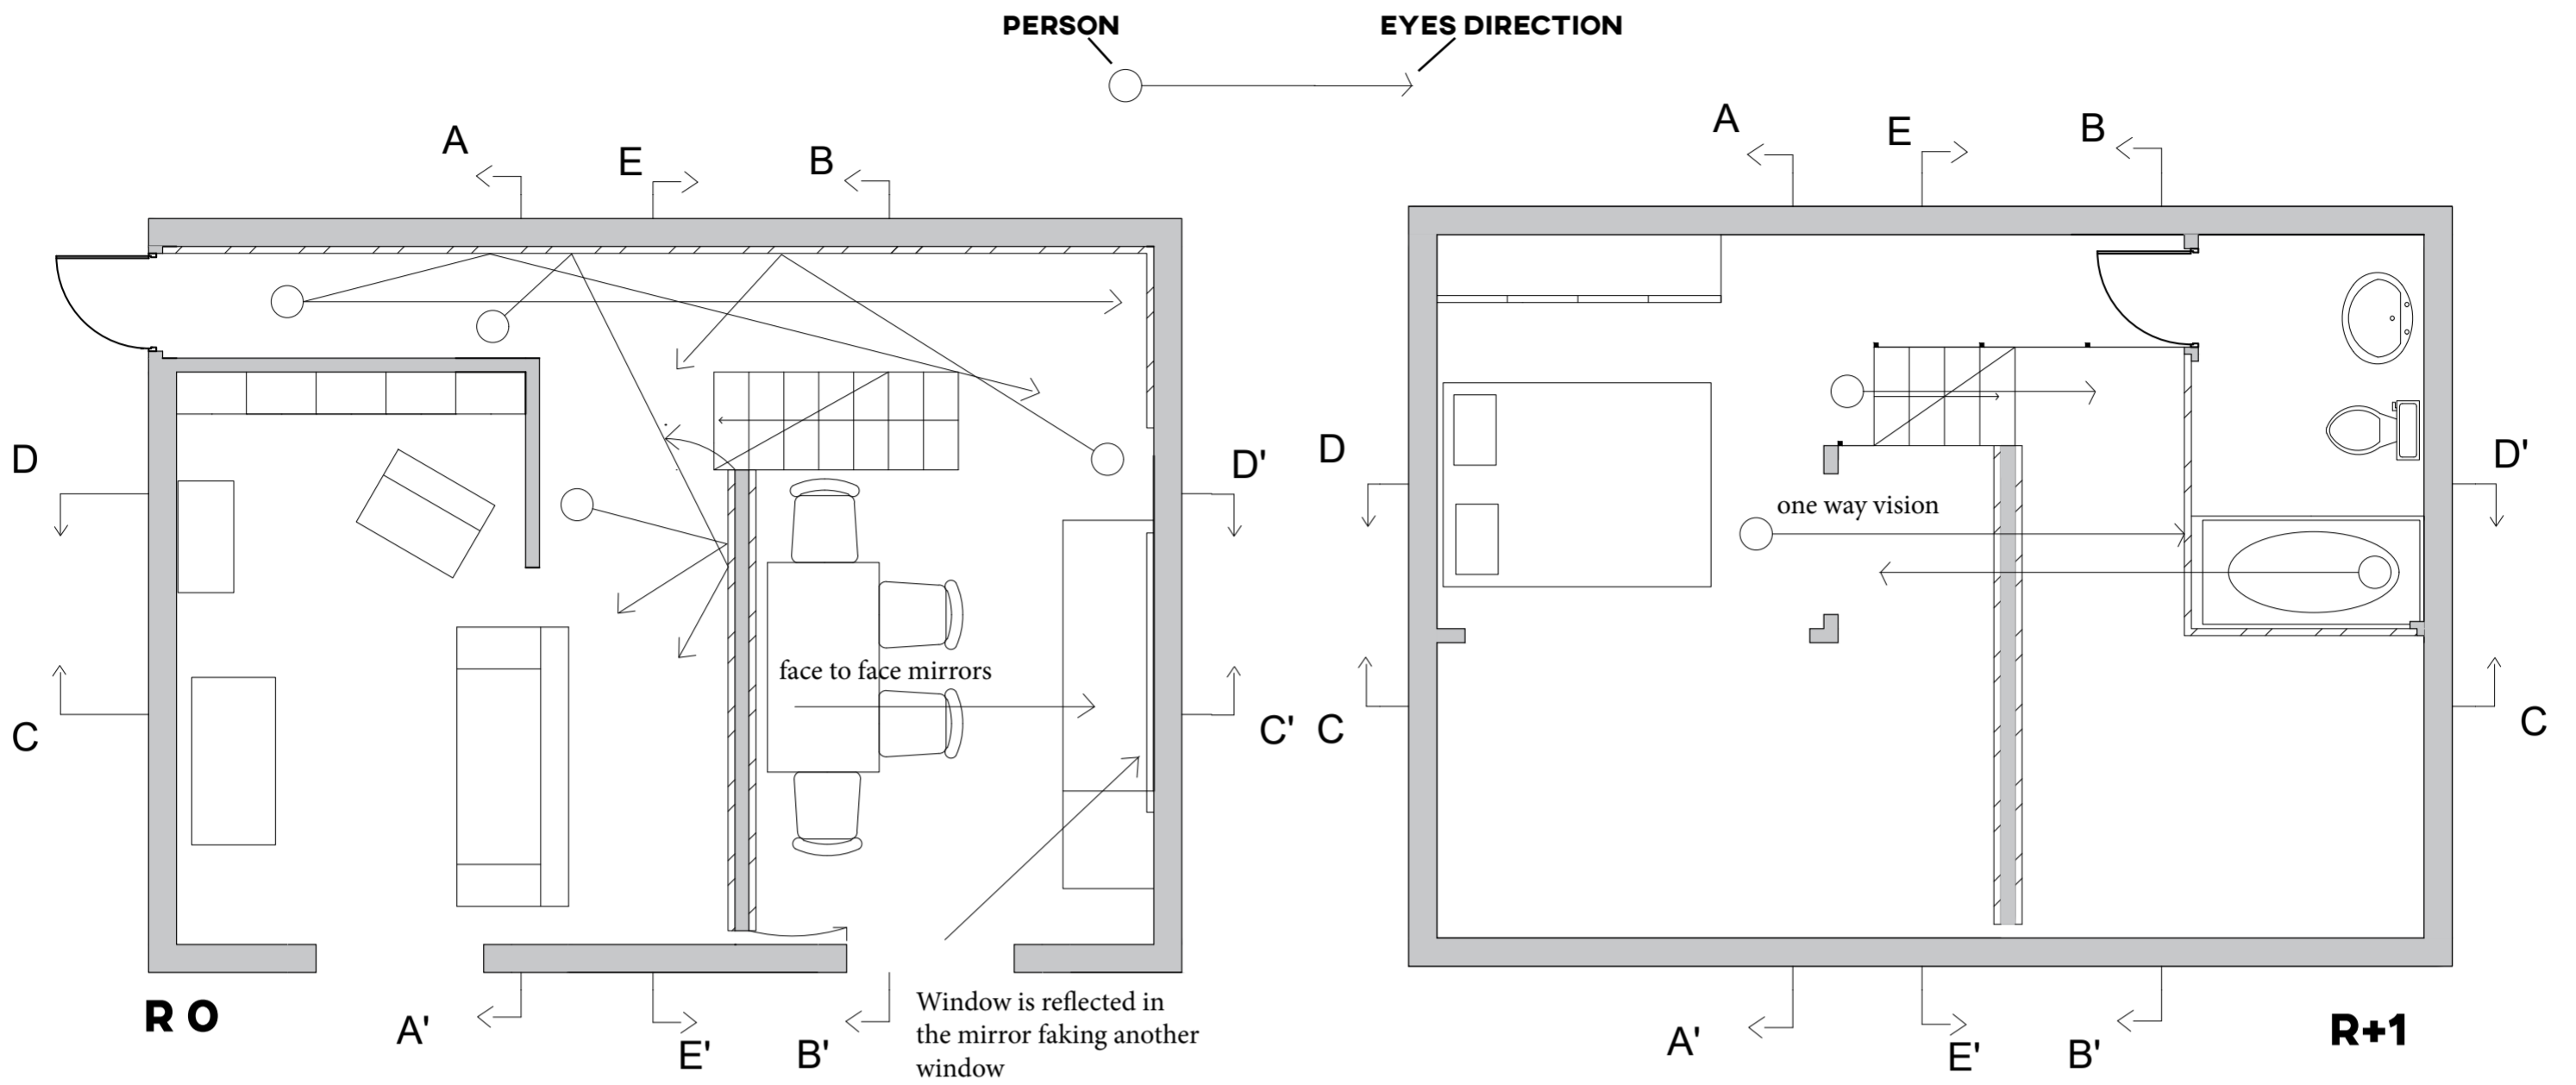 PERSON
EYES DIRECTION
A
E
B
A
E
B
D
D'
D
D'
one way vision
face to face mirrors
C
C'
C
C
R 0
A'
E'
B'
Window is reflected in
the mirror faking another
window
A'
E'
B'
R+1